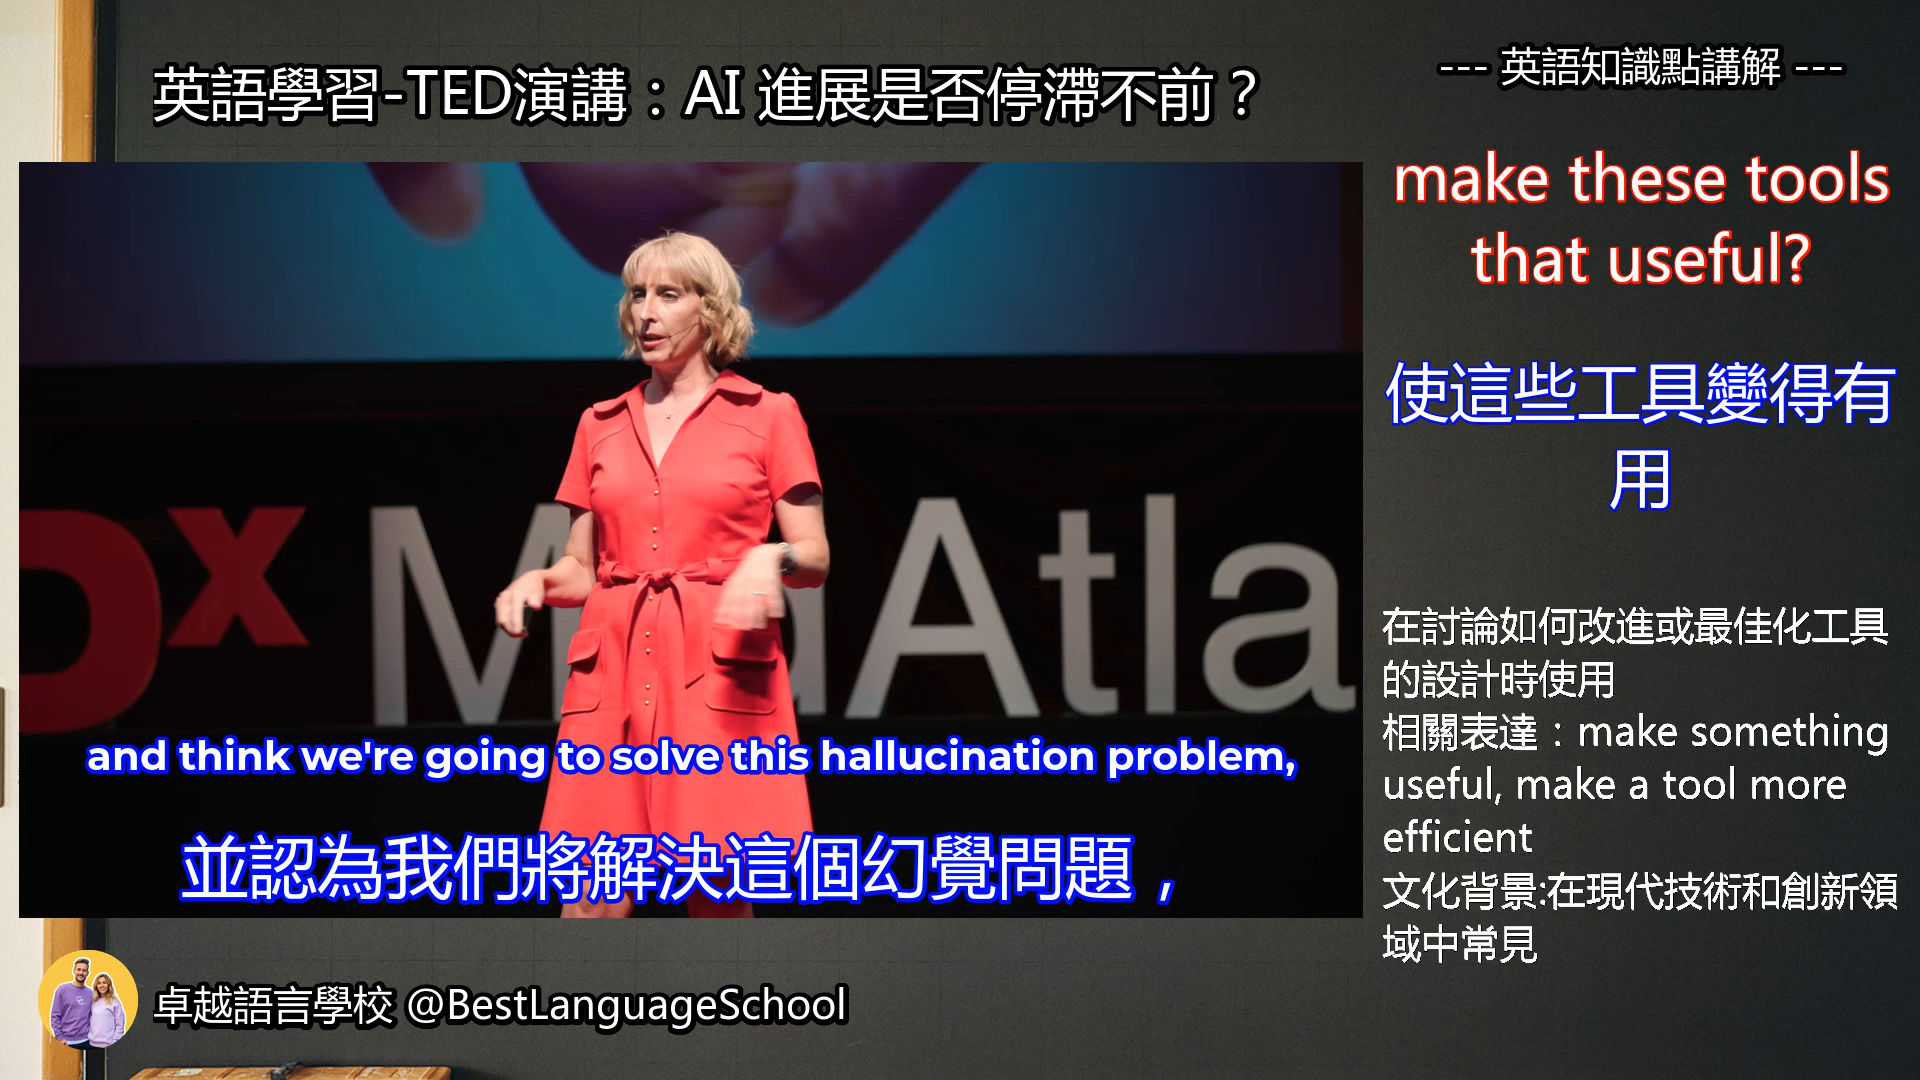 英語學習-TED演講：AI 進展是否停滯不前？
--- 英語知識點講解 ---
make these tools
that useful?
使這些工具變得有
用
在討論如何改進或最佳化工具
的設計時使用
相關表達：make something
useful, make a tool more
efficient
文化背景:在現代技術和創新領
域中常見
Dx M dAtla
and think we're going to solve this hallucination problem,
並認為我們將解決這個幻覺問題，
卓越語言學校 @BestLanguageSchool